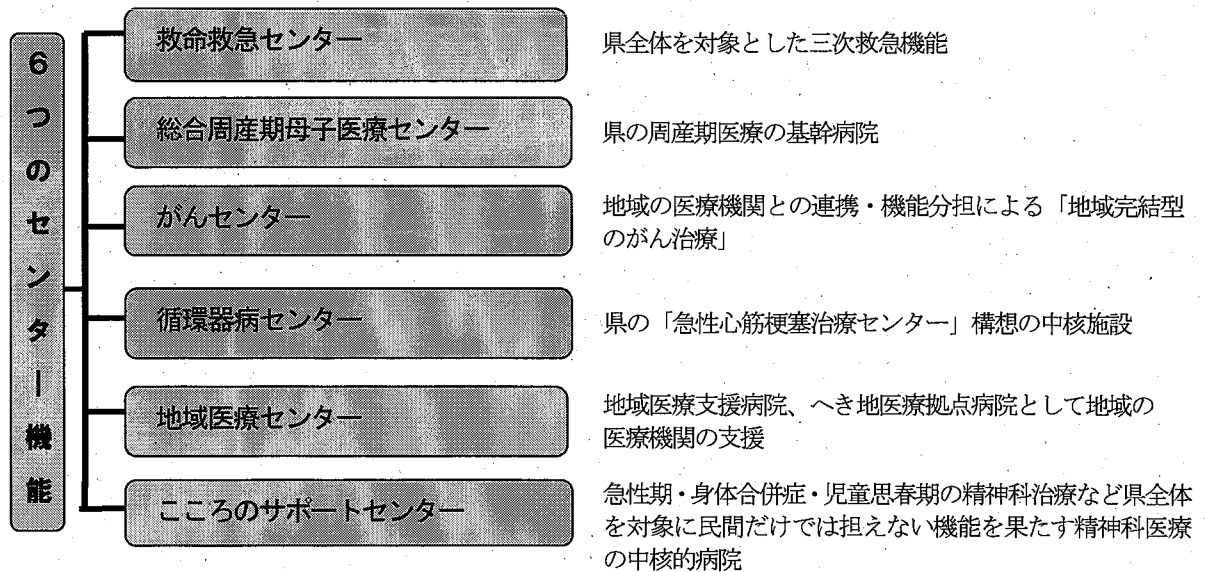 6つのセンター機能
救命救急センター
県全体を対象とした三次救急機能
総合周産期母子医療センター
県の周産期医療の基幹病院
がんセンター
地域の医療機関との連携・機能分担による「地域完結型
のがん治療」
循環器病センター
県の「急性心筋梗塞治療センター」構想の中核施設
地域医療センター
地域医療支援病院、へき地医療拠点病院として地域の
医療機関の支援
こころのサポートセンター
急性期・身体合併症・児童思春期の精神科治療など県全体
を対象に民間だけでは担えない機能を果たす精神科医療
の中核的病院